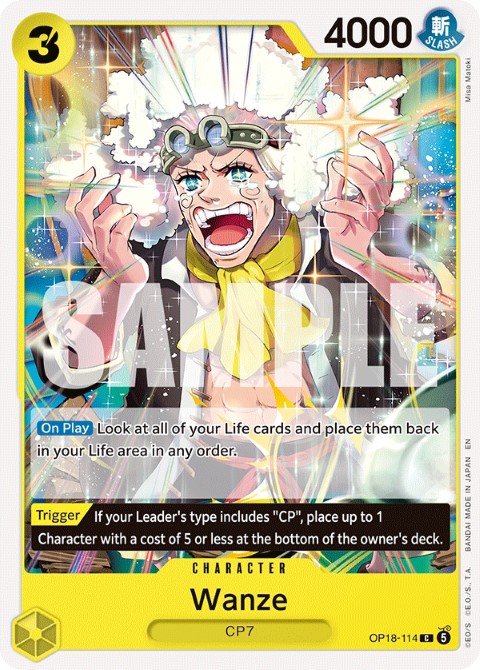 3
4000
斬
SLASH
Misa Matoki
SAMPLE
On Play Look at all of your Life cards and place them back
in your Life area in any order.
Trigger If your Leader's type includes "CP", place up to 1
Character with a cost of 5 or less at the bottom of the owner's deck.
CHARACTER
Wanze
CP7
OP18-114 C 5
©E/S ©E.O./S., T.A. BANDAI MADE IN JAPAN EN